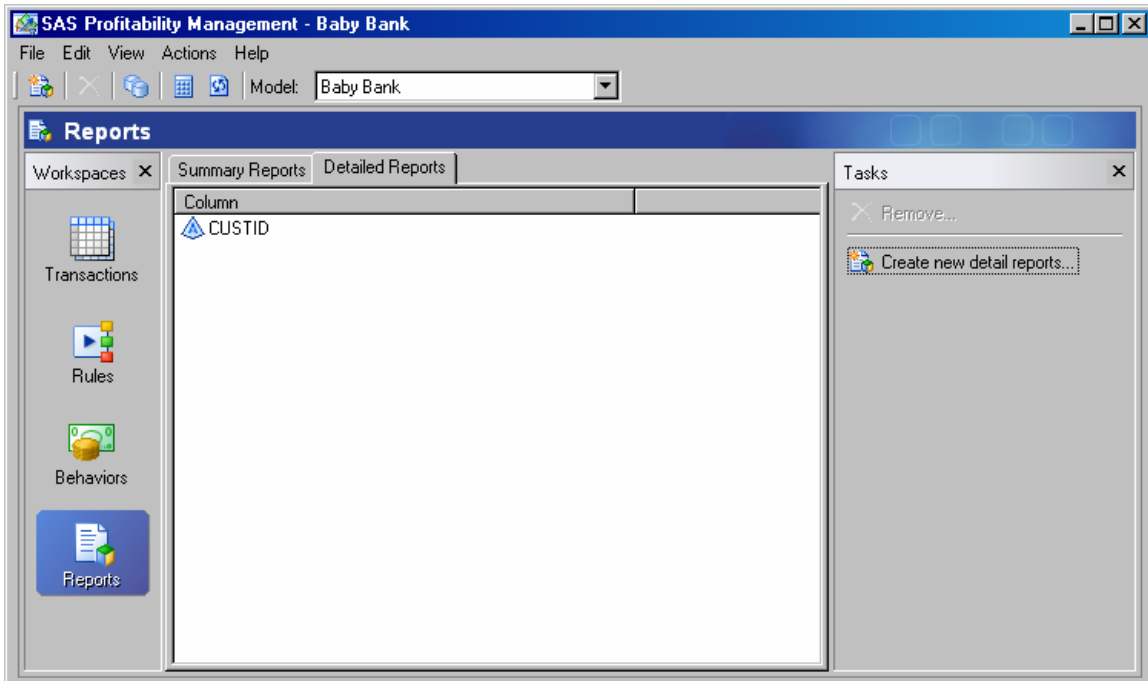 SAS Profitability Management - Baby Bank
File Edit View Actions Help
Model: Baby Bank
Reports
Workspaces
Summary Reports Detailed Reports
Tasks
Column
Remove...
CUSTID
Create new detail reports...
Transactions
Rules
Behaviors
Reports